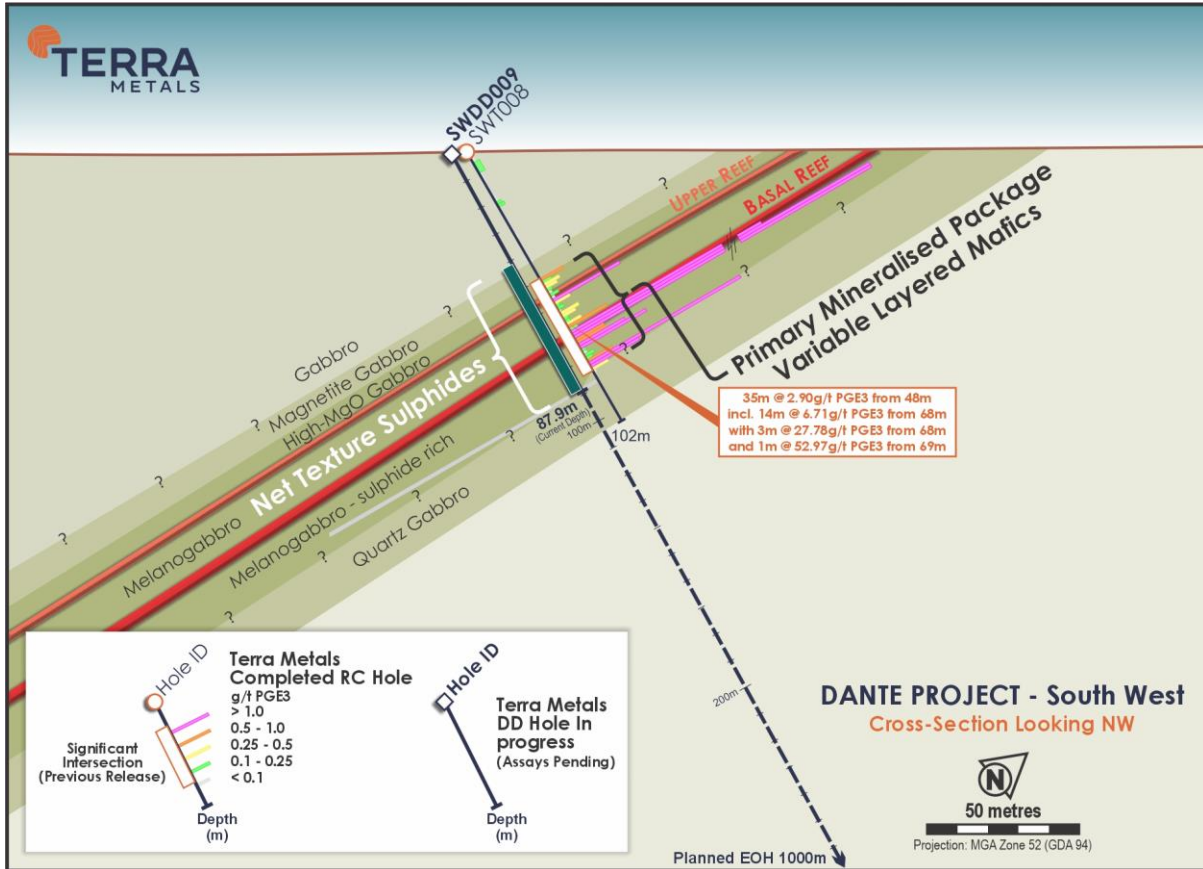 TERRA
METALS
SWDD009
SWT008
?
UPPER REEF
BASAL REEF
?
?
?
?
?
Primary Mineralised Package
Variable Layered Mafics
?
?
Gabbro
Magnetite Gabbro
High-MgO Gabbro
?
Net Texture Sulphides
87.9m
(Current Depth)
100m
102m
35m @ 2.90g/t PGE3 from 48m
incl. 14m @ 6.71g/t PGE3 from 68m
with 3m @ 27.78g/t PGE3 from 68m
and 1m @ 52.97g/t PGE3 from 69m
?
?
Melanogabbro
Melanogabbro - sulphide rich
?
Quartz Gabbro
?
?
?
Hole ID
Terra Metals
Completed RC Hole
g/t PGE3
> 1.0
0.5 - 1.0
0.25 - 0.5
0.1 - 0.25
< 0.1
Significant
Intersection
(Previous Release)
Depth
(m)
Hole ID
Terra Metals
DD Hole In
progress
(Assays Pending)
Depth
(m)
200m
DANTE PROJECT - South West
Cross-Section Looking NW
N
50 metres
Projection: MGA Zone 52 (GDA 94)
Planned EOH 1000m